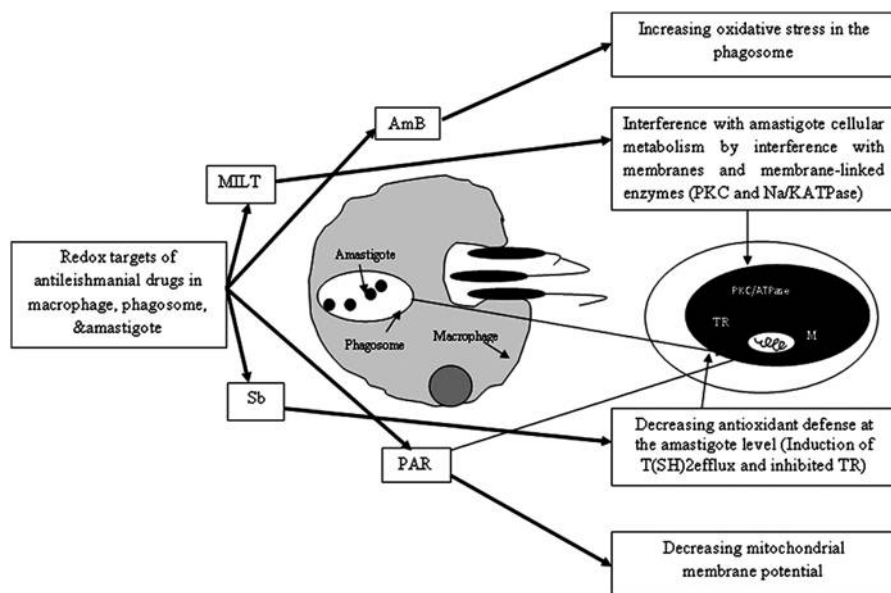 Increasing oxidative stress in the
phagosome
AmB
Interference with amastigote cellular
metabolism by interference with
membranes and membrane-linked
enzymes (PKC and Na/KATPase)
MILT
Redox targets of
antileishmanial drugs in
macrophage, phagosome,
&amastigote
Amastigote
Phagosome
Macrophage
PKC/ATPase
TR
M
Sb
Decreasing antioxidant defense at
the amastigote level (Induction of
T(SH)2efflux and inhibited TR)
PAR
Decreasing mitochondrial
membrane potential